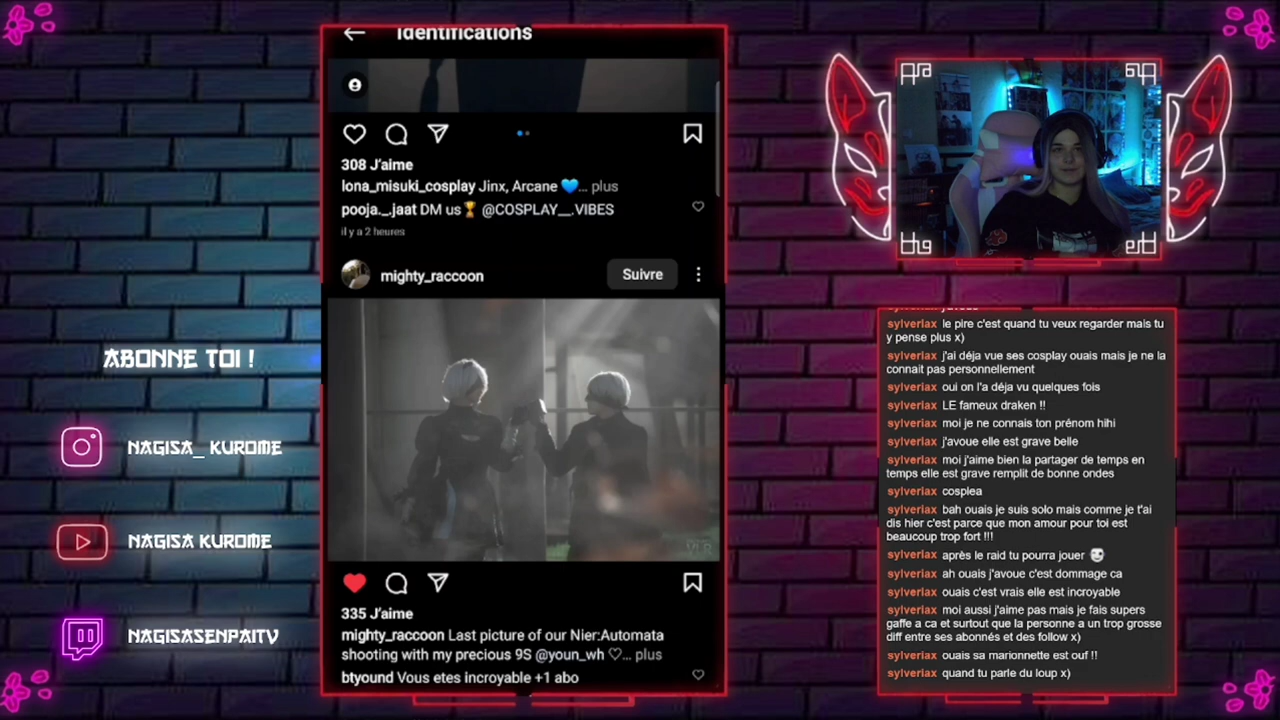 Identifications
308 J'aime
lona_misuki_cosplay Jinx, Arcane 💙... plus
pooja._.jaat DM us🏆 @COSPLAY__.VIBES
il y a 2 heures
mighty_raccoon
Suivre
335 J'aime
mighty_raccoon Last picture of our Nier:Automata
shooting with my precious 9S @youn_wh ♡... plus
btyound Vous etes incroyable +1 abo
ABONNE TOI !
NAGISA_ KUROME
NAGISA KUROME
NAGISASENPAITV
sylveriax le pire c'est quand tu veux regarder mais tu
y pense plus x)
sylveriax j'ai déja vue ses cosplay ouais mais je ne la
connait pas personnellement
sylveriax oui on l'a déja vu quelques fois
sylveriax LE fameux draken !!
sylveriax moi je ne connais ton prénom hihi
sylveriax j'avoue elle est grave belle
sylveriax moi j'aime bien la partager de temps en
temps elle est grave remplit de bonne ondes
sylveriax cosplea
sylveriax bah ouais je suis solo mais comme je t'ai
dis hier c'est parce que mon amour pour toi est
beaucoup trop fort !!!
sylveriax après le raid tu pourra jouer
sylveriax ah ouais j'avoue c'est dommage ca
sylveriax ouais c'est vrais elle est incroyable
sylveriax moi aussi j'aime pas mais je fais supers
gaffe a ca et surtout que la personne a un trop grosse
diff entre ses abonnés et des follow x)
sylveriax ouais sa marionnette est ouf !!
sylveriax quand tu parle du loup x)